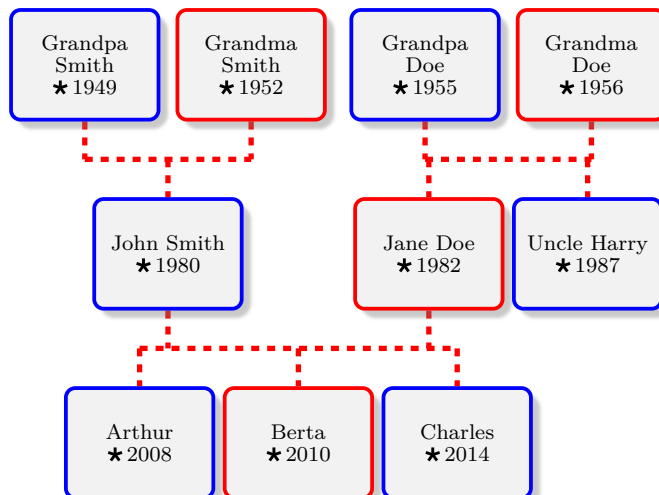 Grandpa
Smith
★ 1949
Grandma
Smith
★ 1952
Grandpa
Doe
★ 1955
Grandma
Doe
★ 1956
John Smith
★ 1980
Jane Doe
★ 1982
Uncle Harry
★ 1987
Arthur
★ 2008
Berta
★ 2010
Charles
★ 2014